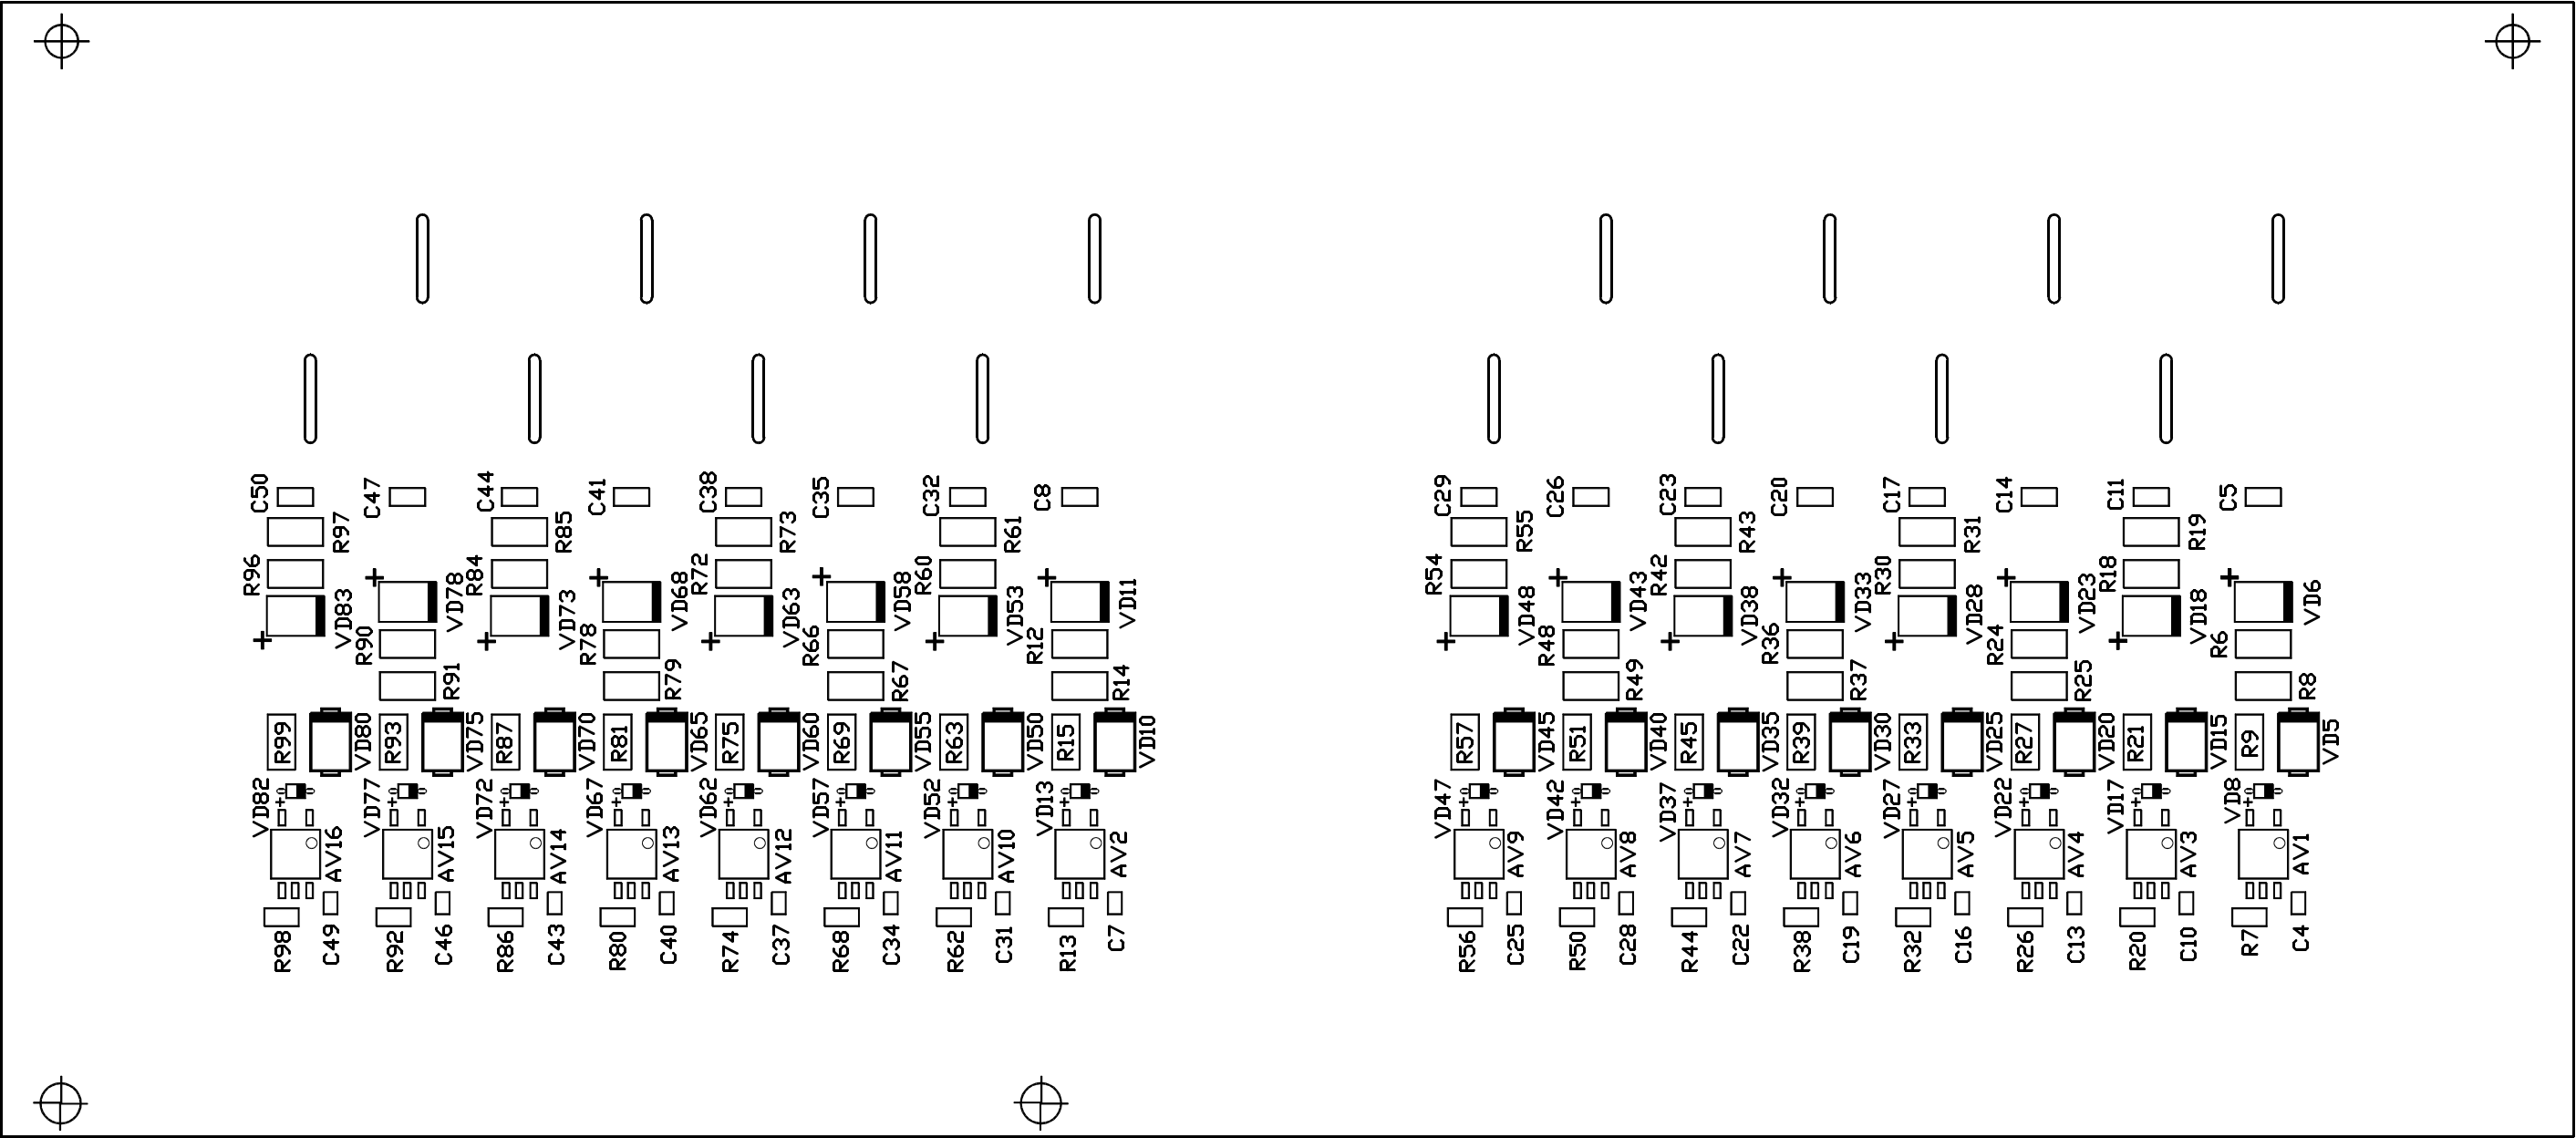 C50 C47 C44 C41 C38 C35 C32 C8 C29 C26 C23 C20 C17 C14 C11 C5
R97 R85 R73 R61 R55 R43 R31 R19
R96 R84 R72 R60 R54 R42 R30 R18
+ + + + + + + +
VD83 VD78 VD73 VD68 VD63 VD58 VD53 VD11 VD48 VD43 VD38 VD33 VD28 VD23 VD18 VD6
+ + + + + + + +
R90 R78 R66 R12 R48 R36 R24 R6
R91 R79 R67 R14 R49 R37 R25 R8
R99 VD80 R93 VD75 R87 VD70 R81 VD65 R75 VD60 R69 VD55 R63 VD50 R15 VD10 R57 VD45 R51 VD40 R45 VD35 R39 VD30 R33 VD25 R27 VD20 R21 VD15 R9 VD5
VD82 VD77 VD72 VD67 VD62 VD57 VD52 VD13 VD47 VD42 VD37 VD32 VD27 VD22 VD17 VD8
+ + + + + + + + + + + + + + + +
AV16 AV15 AV14 AV13 AV12 AV11 AV10 AV2 AV9 AV8 AV7 AV6 AV5 AV4 AV3 AV1
R98 C49 R92 C46 R86 C43 R80 C40 R74 C37 R68 C34 R62 C31 R13 C7 R56 C25 R50 C28 R44 C22 R38 C19 R32 C16 R26 C13 R20 C10 R7 C4